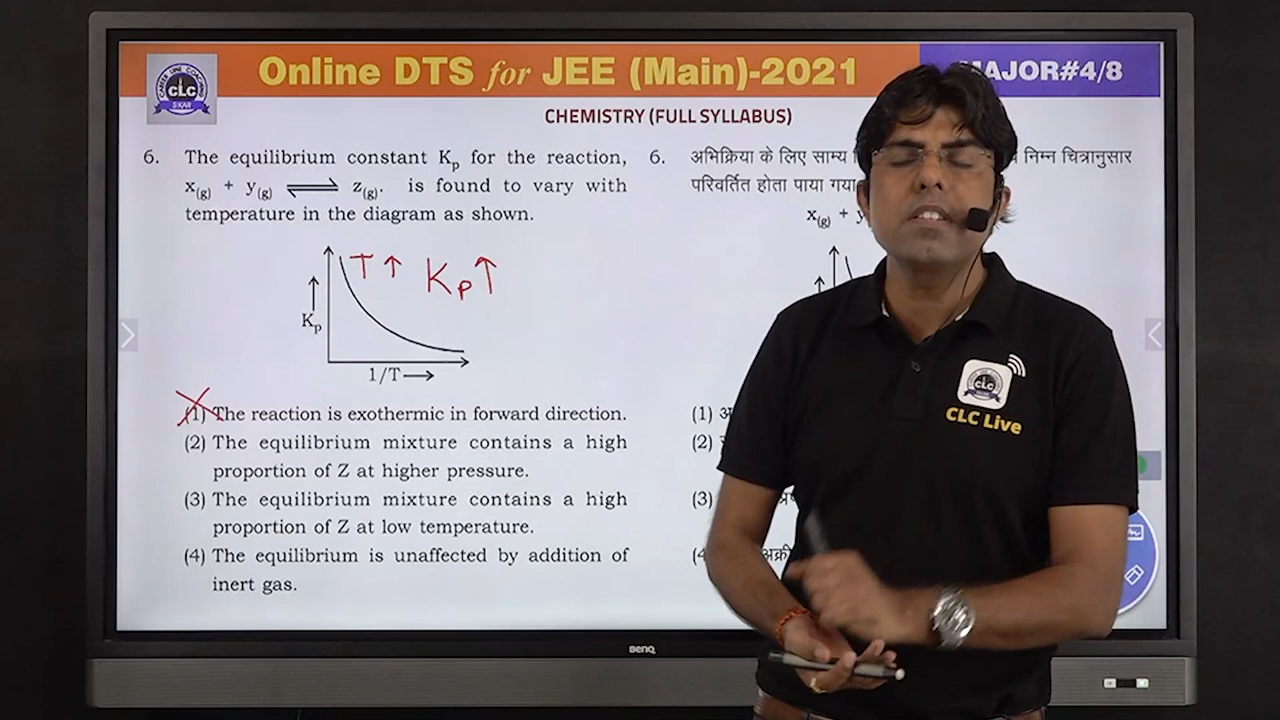 Online DTS for JEE (Main)-2021
MAJOR#4/8
CLC
SIKAR
CHEMISTRY (FULL SYLLABUS)
6. The equilibrium constant Kp for the reaction,
x(g) + y(g) ⇌ z(g). is found to vary with
temperature in the diagram as shown.
T↑ Kp↑
Kp
1/T→
(1) The reaction is exothermic in forward direction.
(2) The equilibrium mixture contains a high
proportion of Z at higher pressure.
(3) The equilibrium mixture contains a high
proportion of Z at low temperature.
(4) The equilibrium is unaffected by addition of
inert gas.
6. अभिक्रिया के लिए साम्य निम्न चित्रानुसार
परिवर्तित होता पाया गया
x(g) + y
(1)
(2)
(3)
CLC
CLC Live
BenQ